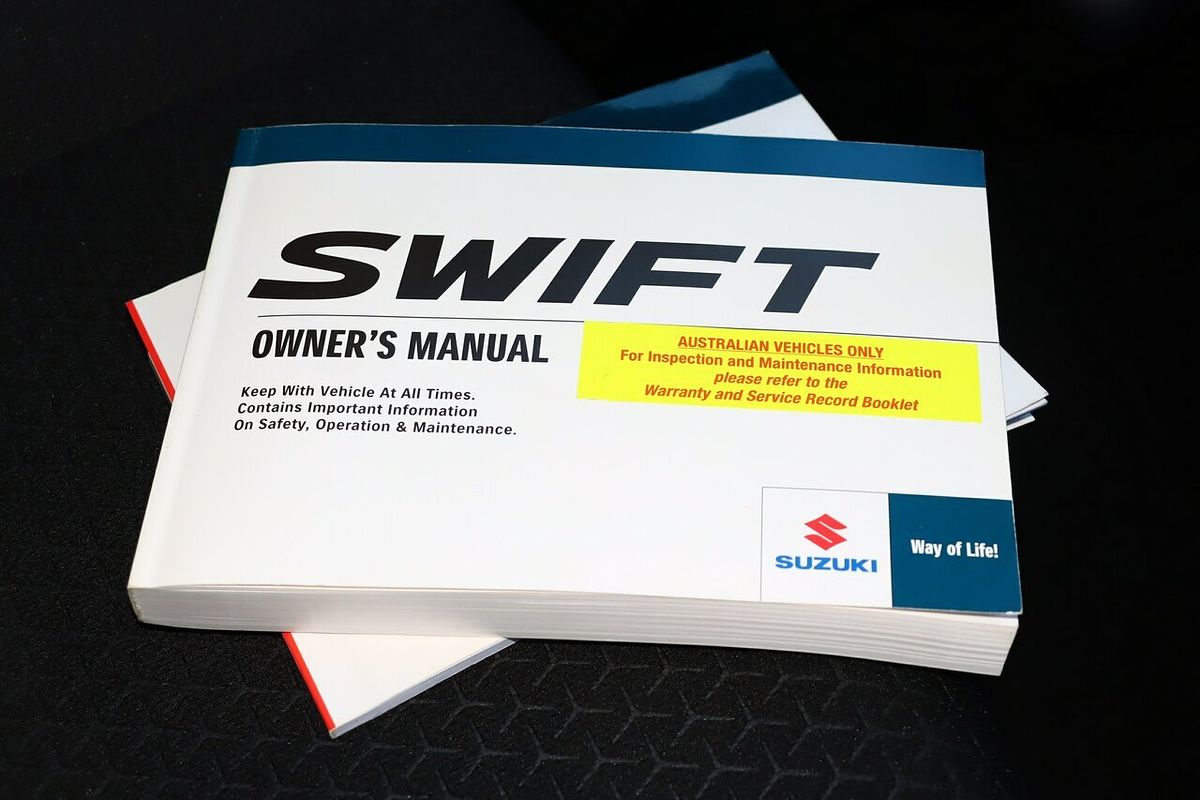 SWIFT
OWNER'S MANUAL
Keep With Vehicle At All Times.
Contains Important Information
On Safety, Operation & Maintenance.
AUSTRALIAN VEHICLES ONLY
For Inspection and Maintenance Information
please refer to the
Warranty and Service Record Booklet
SUZUKI
Way of Life!